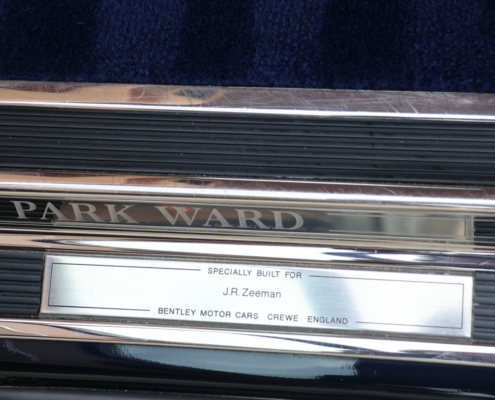 PARK WARD
SPECIALLY BUILT FOR
J.R. Zeeman
BENTLEY MOTOR CARS CREWE ENGLAND